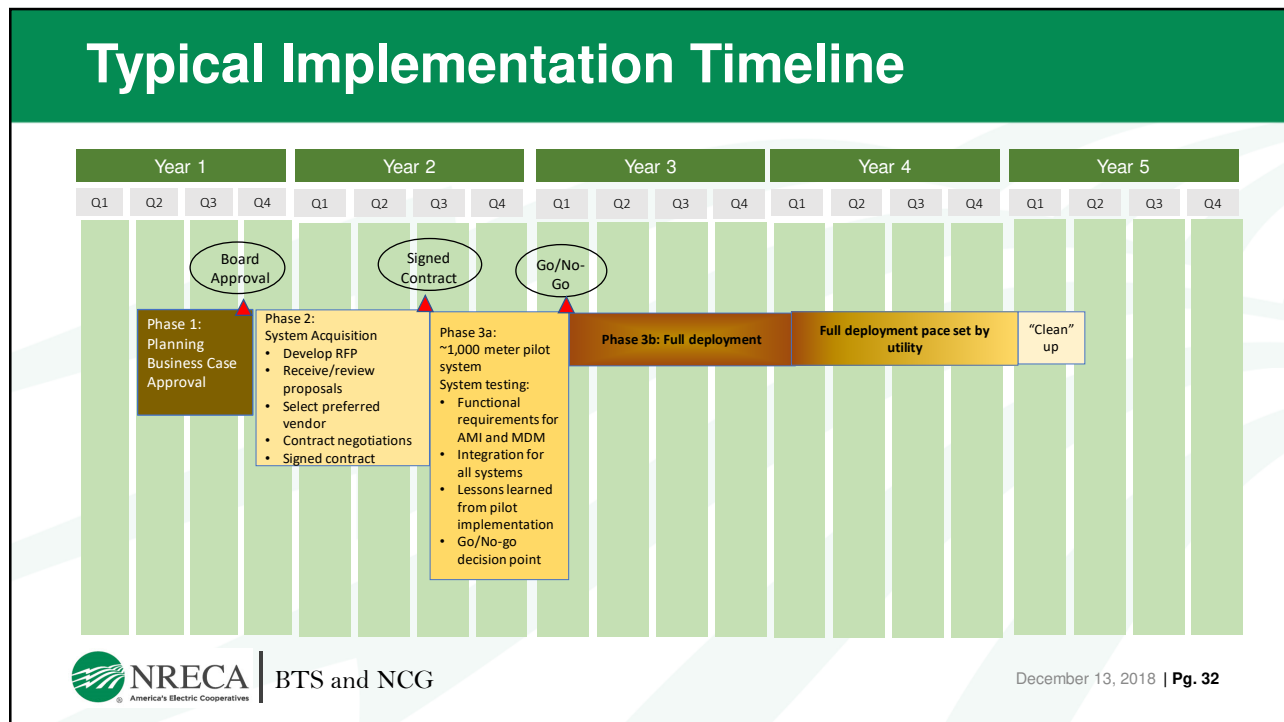 Typical Implementation Timeline
Year 1 Year 2 Year 3 Year 4 Year 5
Q1 Q2 Q3 Q4 Q1 Q2 Q3 Q4 Q1 Q2 Q3 Q4 Q1 Q2 Q3 Q4 Q1 Q2 Q3 Q4
Board
Approval
Signed
Contract
Go/No-
Go
Phase 1:
Planning
Business Case
Approval
Phase 2:
System Acquisition
• Develop RFP
• Receive/review
proposals
• Select preferred
vendor
• Contract negotiations
• Signed contract
Phase 3a:
~1,000 meter pilot
system
System testing:
• Functional
requirements for
AMI and MDM
• Integration for
all systems
• Lessons learned
from pilot
implementation
• Go/No-go
decision point
Phase 3b: Full deployment
Full deployment pace set by
utility
“Clean”
up
NRECA
America's Electric Cooperatives
®
BTS and NCG
December 13, 2018 | Pg. 32